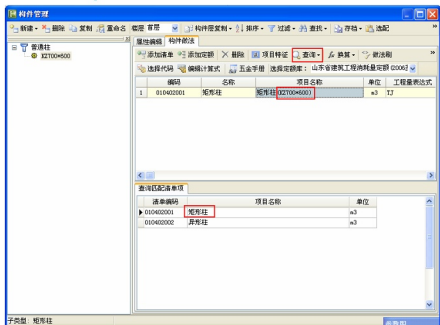 构件管理
新建 删除 复制 重命名 楼层 首层 构件层复制 排序 过滤 查找 存档 选配
普通柱
KZ700*600
属性编辑 构件做法
添加清单 添加定额 删除 项目特征 查询 换算 做法刷
选择代码 编辑计算式 五金手册 选择定额库: 山东省建筑工程消耗量定额(2006
编码 名称 项目名称 单位 工程量表达式
1 010402001 矩形柱 矩形柱(KZ700*600) m3 TJ
查询匹配清单项
清单编码 项目名称 单位
010402001 矩形柱 m3
010402002 异形柱 m3
子类型: 矩形柱